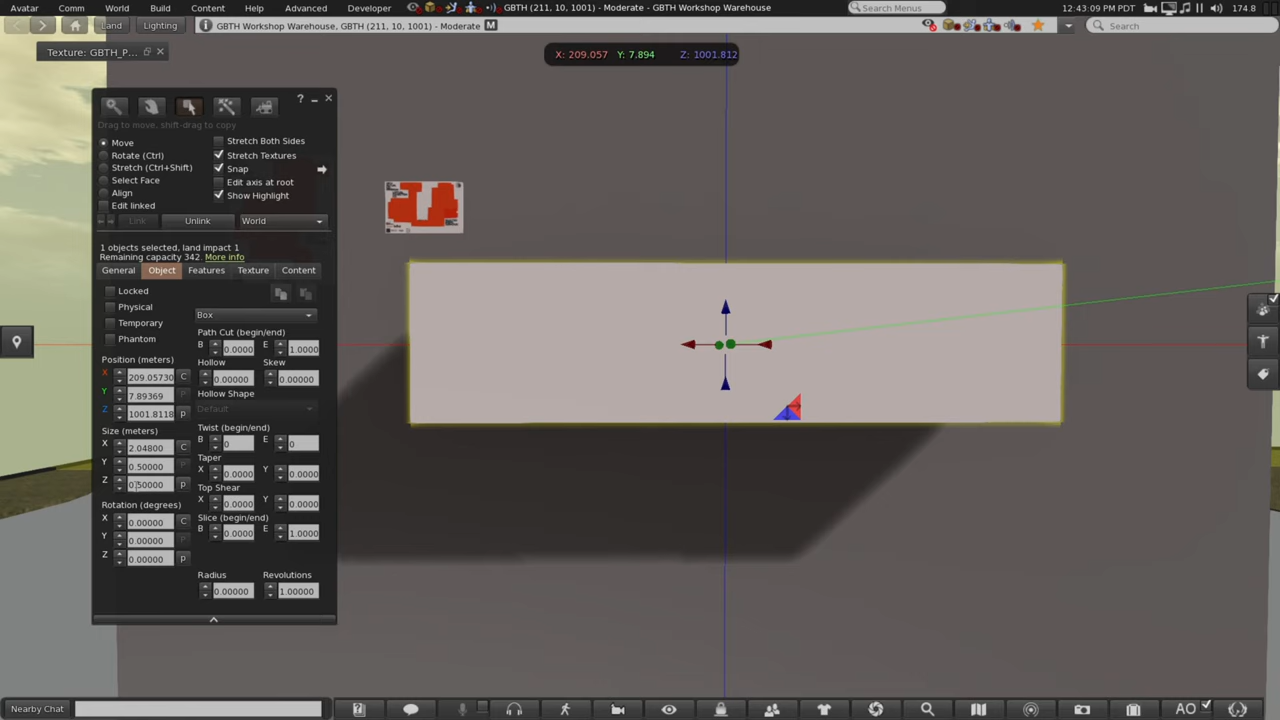 Avatar Comm World Build Content Help Advanced Developer GBTH (211, 10, 1001) - Moderate - GBTH Workshop Warehouse Search Menus 12:43:09 PM PDT 174.8
Land Lighting GBTH Workshop Warehouse, GBTH (211, 10, 1001) - Moderate M Search
Texture: GBTH_P...
X: 209.057 Y: 7.894 Z: 1001.812
?
Drag to move, shift-drag to copy
Move
Rotate (Ctrl)
Stretch (Ctrl+Shift)
Select Face
Align
Edit linked
Stretch Both Sides
Stretch Textures
Snap
Edit axis at root
Show Highlight
Link Unlink World
1 objects selected, land impact 1
Remaining capacity 342. More info
General Object Features Texture Content
Locked
Physical
Temporary
Phantom
Position (meters)
X 209.05730 C
Y 7.89369 p
Z 1001.8118 p
Size (meters)
X 2.04800 C
Y 0.50000 p
Z 0.50000 p
Rotation (degrees)
X 0.00000 C
Y 0.00000 p
Z 0.00000 p
Box
Path Cut (begin/end)
B 0.0000 E 1.0000
Hollow Skew
0.00000 0.00000
Hollow Shape
Default
Twist (begin/end)
B 0 E 0
Taper
X 0.0000 Y 0.0000
Top Shear
X 0.0000 Y 0.0000
Slice (begin/end)
B 0.0000 E 1.0000
Radius Revolutions
0.00000 1.00000
Nearby Chat AO